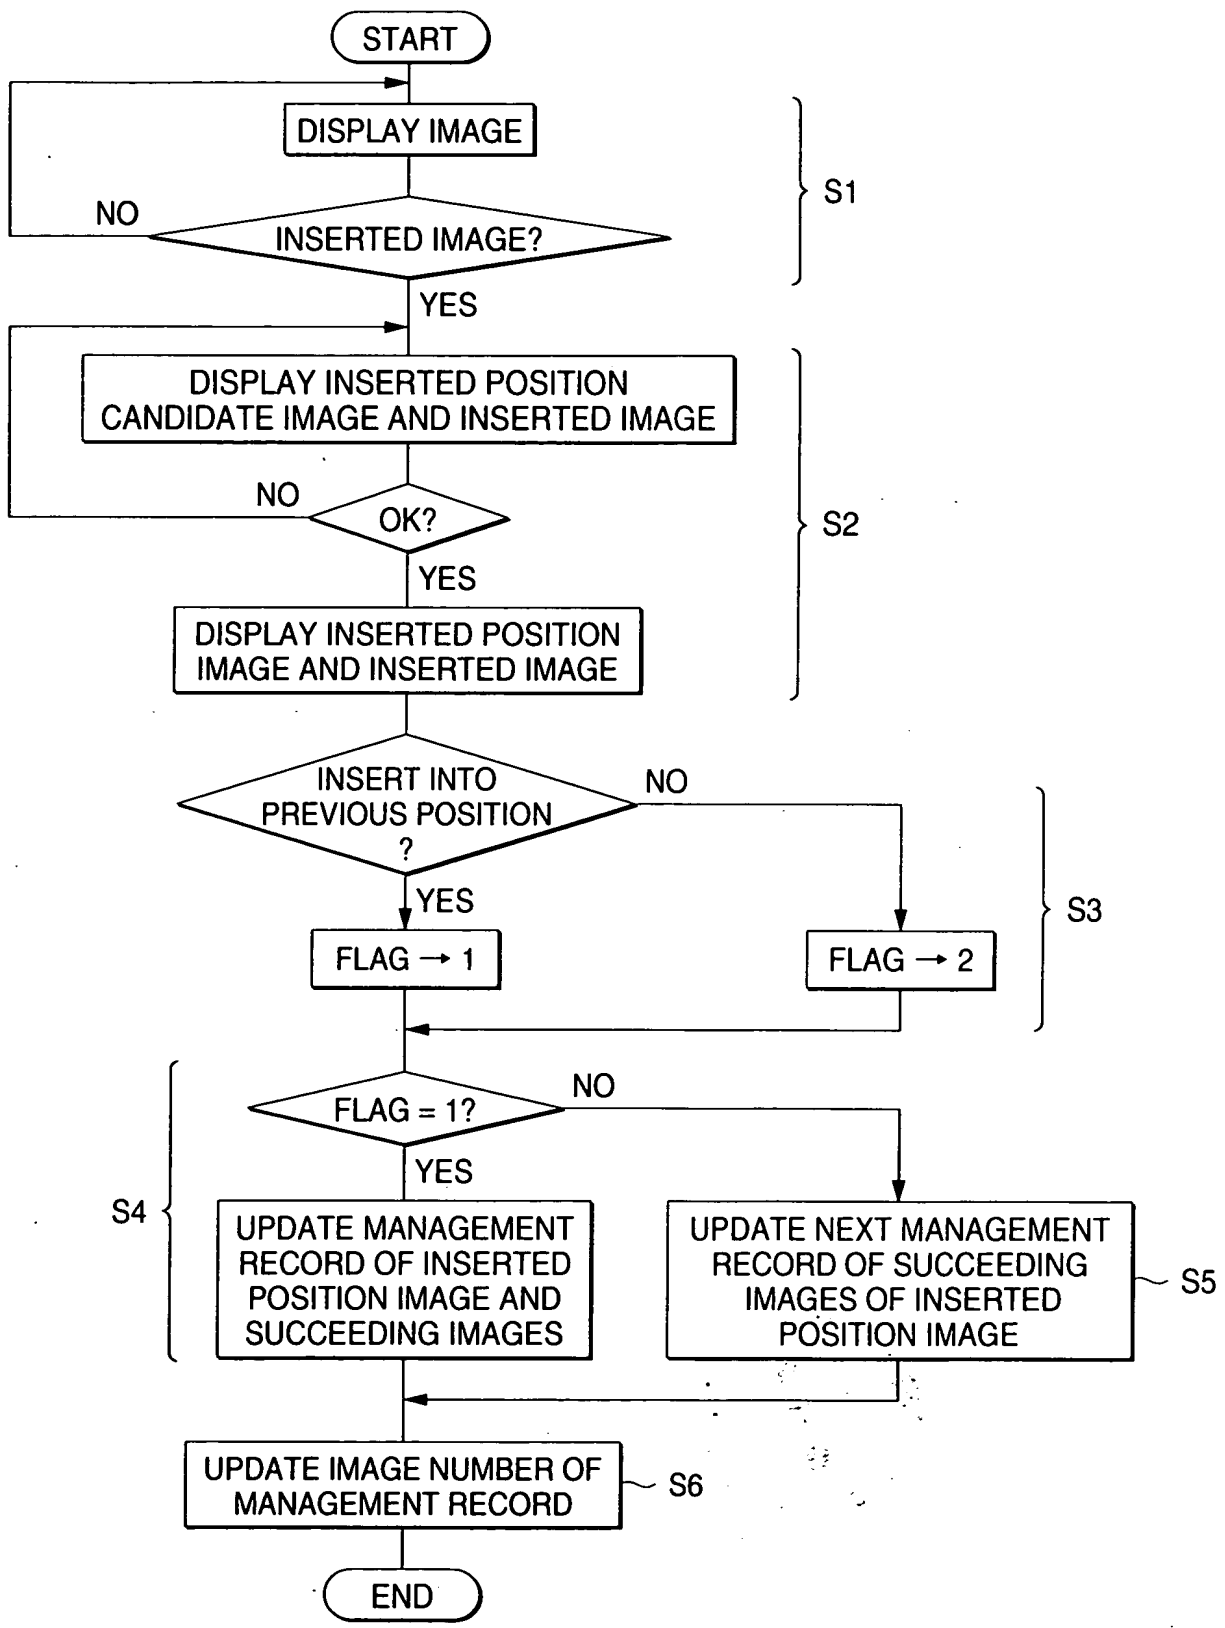 START
DISPLAY IMAGE
S1
NO
INSERTED IMAGE?
YES
DISPLAY INSERTED POSITION
CANDIDATE IMAGE AND INSERTED IMAGE
NO
OK?
S2
YES
DISPLAY INSERTED POSITION
IMAGE AND INSERTED IMAGE
INSERT INTO
PREVIOUS POSITION
?
NO
YES
S3
FLAG → 1
FLAG → 2
FLAG = 1?
NO
YES
S4
UPDATE MANAGEMENT
RECORD OF INSERTED
POSITION IMAGE AND
SUCCEEDING IMAGES
UPDATE NEXT MANAGEMENT
RECORD OF SUCCEEDING
IMAGES OF INSERTED
POSITION IMAGE
S5
UPDATE IMAGE NUMBER OF
MANAGEMENT RECORD
S6
END